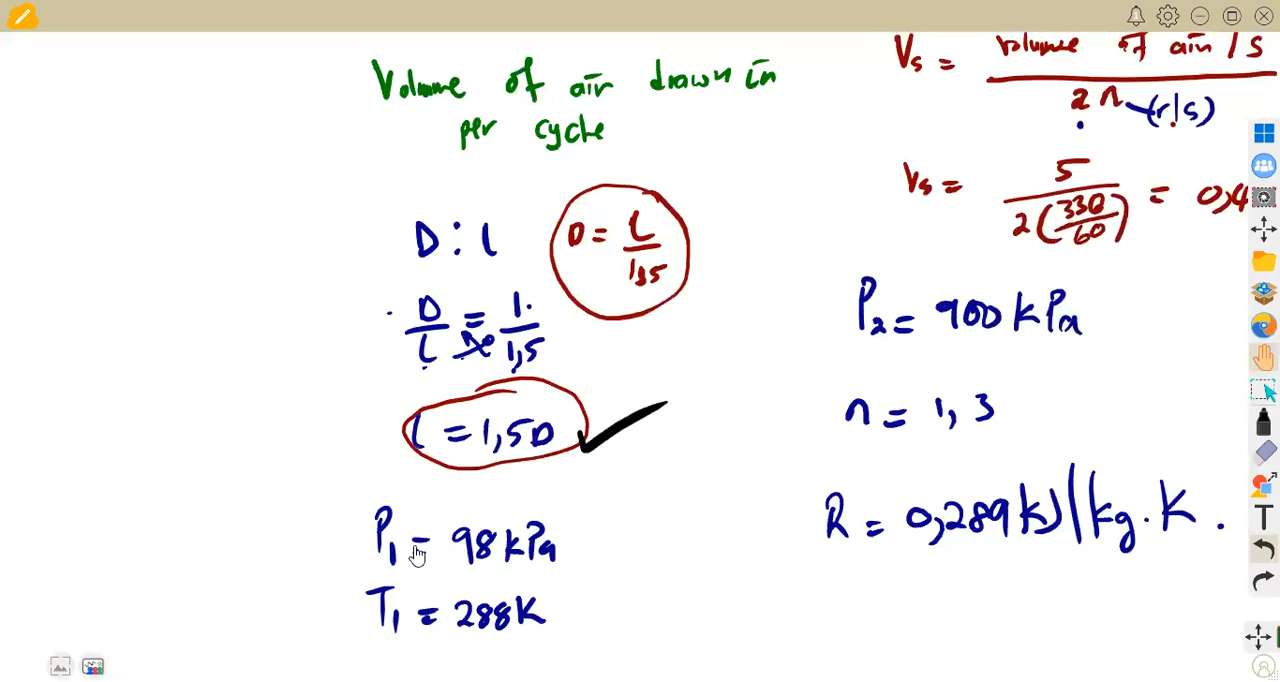 Volume of air drawn in
per cycle
D : L
D = L / 1,5
D / L = 1 / 1,5
L = 1,5D
P1 = 98 kPa
T1 = 288K
Vs = volume of air / s / 2 n (r/s)
Vs = 5 / 2(330/60) = 0,4
P2 = 900 kPa
n = 1,3
R = 0,289 kJ/kg.K.
T